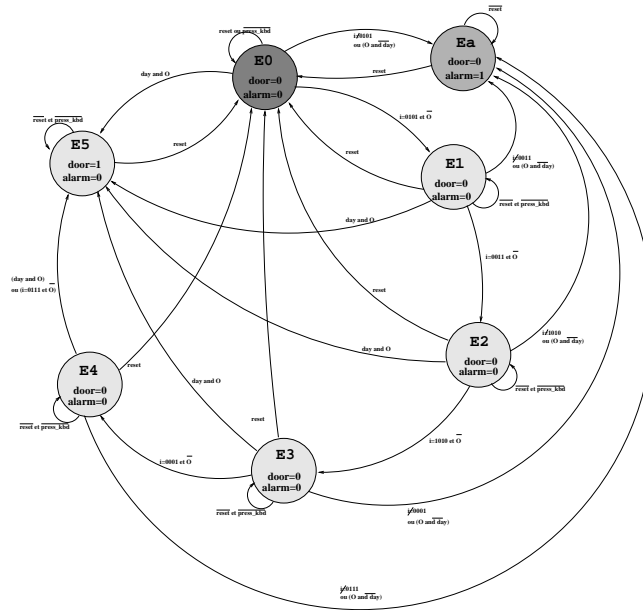 reset
reset ou press_kbd
i≠0101
ou (O and day)
Ea
door=0
alarm=1
E0
door=0
alarm=0
reset
day and O
i=0101 et O
reset et press_kbd
E5
door=1
alarm=0
reset
reset
E1
door=0
alarm=0
i≠0011
ou (O and day)
reset et press_kbd
day and O
i=0011 et O
(day and O)
ou (i=0111 et O)
reset
E2
door=0
alarm=0
i≠1010
ou (O and day)
day and O
reset et press_kbd
E4
door=0
alarm=0
reset
day and O
reset et press_kbd
reset
i=1010 et O
E3
door=0
alarm=0
i=0001 et O
reset et press_kbd
i≠0001
ou (O and day)
i≠0111
ou (O and day)